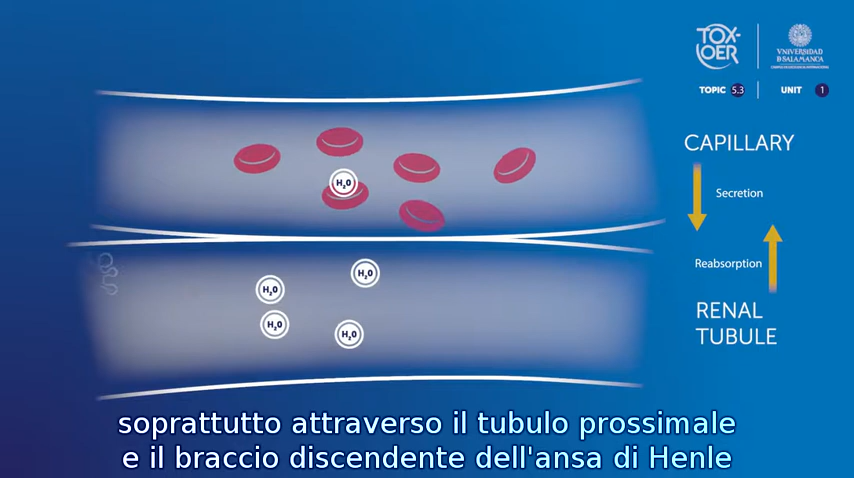 TOX-
OER
VNIVERSIDAD
D SALAMANCA
TOPIC 5.3
UNIT 1
CAPILLARY
Secretion
Reabsorption
RENAL
TUBULE
H₂O
H₂O
H₂O
H₂O
H₂O
soprattutto attraverso il tubulo prossimale
e il braccio discendente dell'ansa di Henle